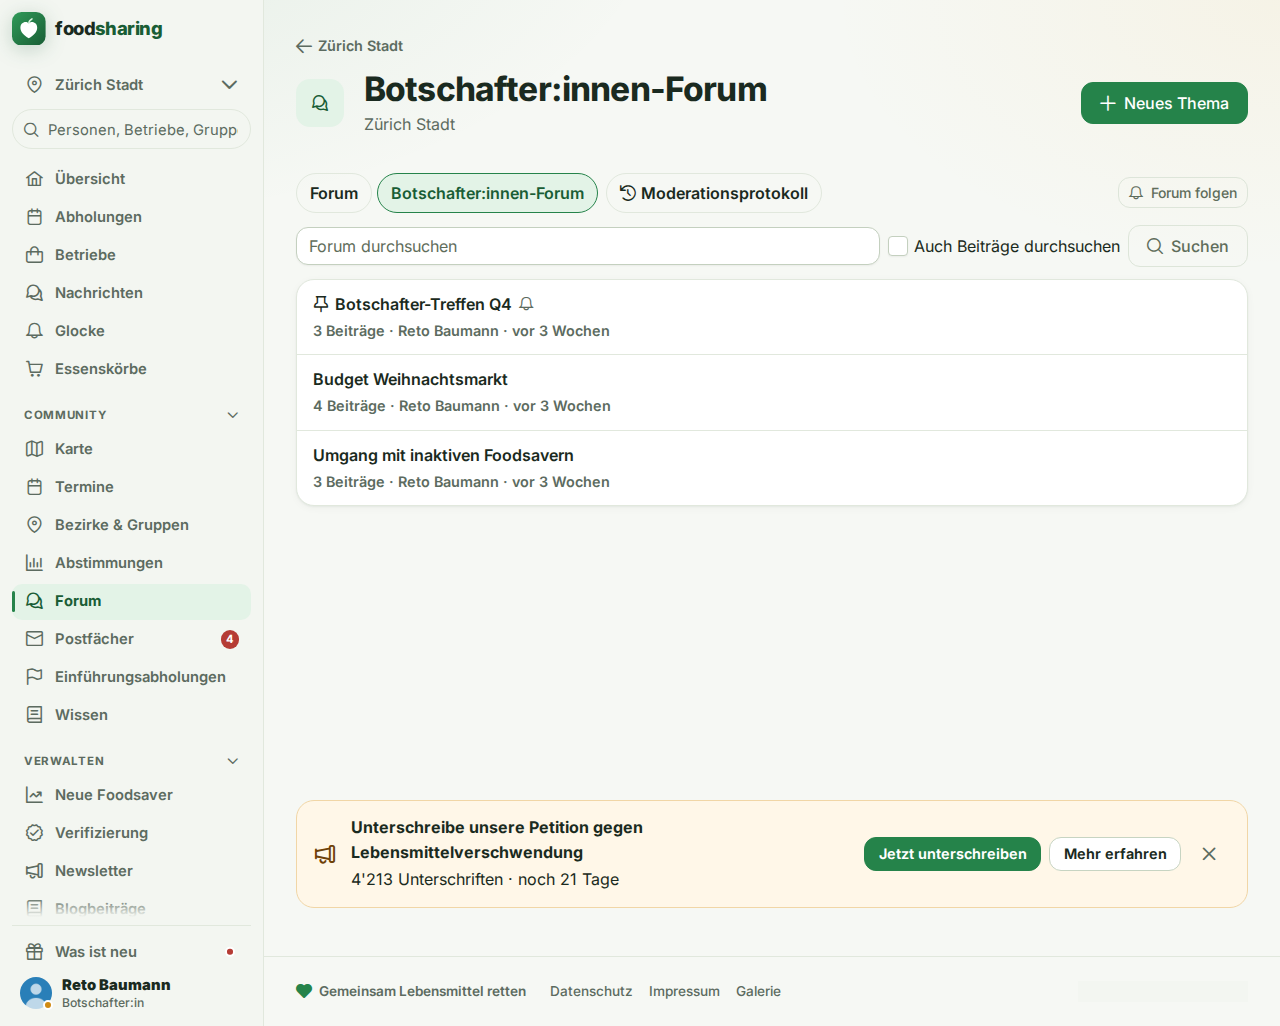 foodsharing
Zürich Stadt
Personen, Betriebe, Grupp
Übersicht
Abholungen
Betriebe
Nachrichten
Glocke
Essenskörbe
COMMUNITY
Karte
Termine
Bezirke & Gruppen
Abstimmungen
Forum
Postfächer 4
Einführungsabholungen
Wissen
VERWALTEN
Neue Foodsaver
Verifizierung
Newsletter
Blogbeiträge
Was ist neu
Reto Baumann
Botschafter:in
Zürich Stadt
Botschafter:innen-Forum
Zürich Stadt
Neues Thema
Forum Botschafter:innen-Forum Moderationsprotokoll Forum folgen
Forum durchsuchen Auch Beiträge durchsuchen Suchen
Botschafter-Treffen Q4
3 Beiträge · Reto Baumann · vor 3 Wochen
Budget Weihnachtsmarkt
4 Beiträge · Reto Baumann · vor 3 Wochen
Umgang mit inaktiven Foodsavern
3 Beiträge · Reto Baumann · vor 3 Wochen
Unterschreibe unsere Petition gegen
Lebensmittelverschwendung
4'213 Unterschriften · noch 21 Tage
Jetzt unterschreiben Mehr erfahren
Gemeinsam Lebensmittel retten Datenschutz Impressum Galerie